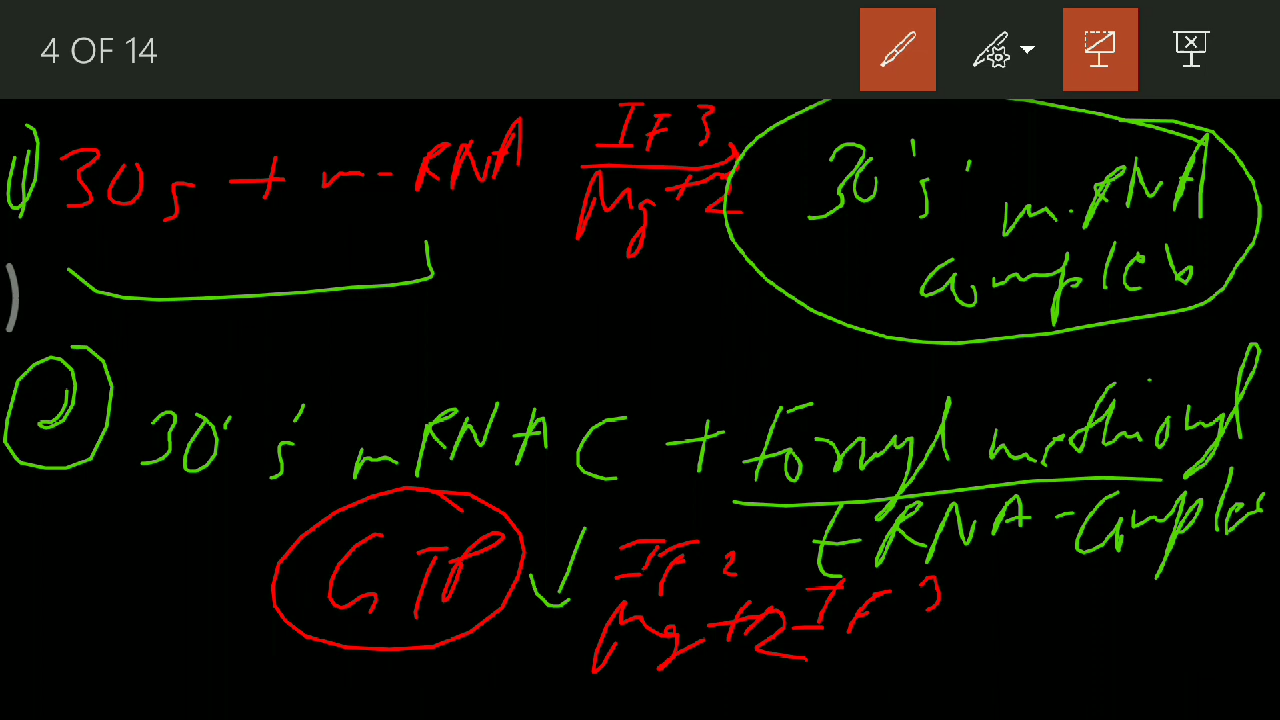 4 OF 14
1) 30s + m-RNA IF3 Mg+2 30's m.RNA complex
2 30's mRNA C + formyl methionyl tRNA-Complex
GTP IF2 IF3
Mg+2